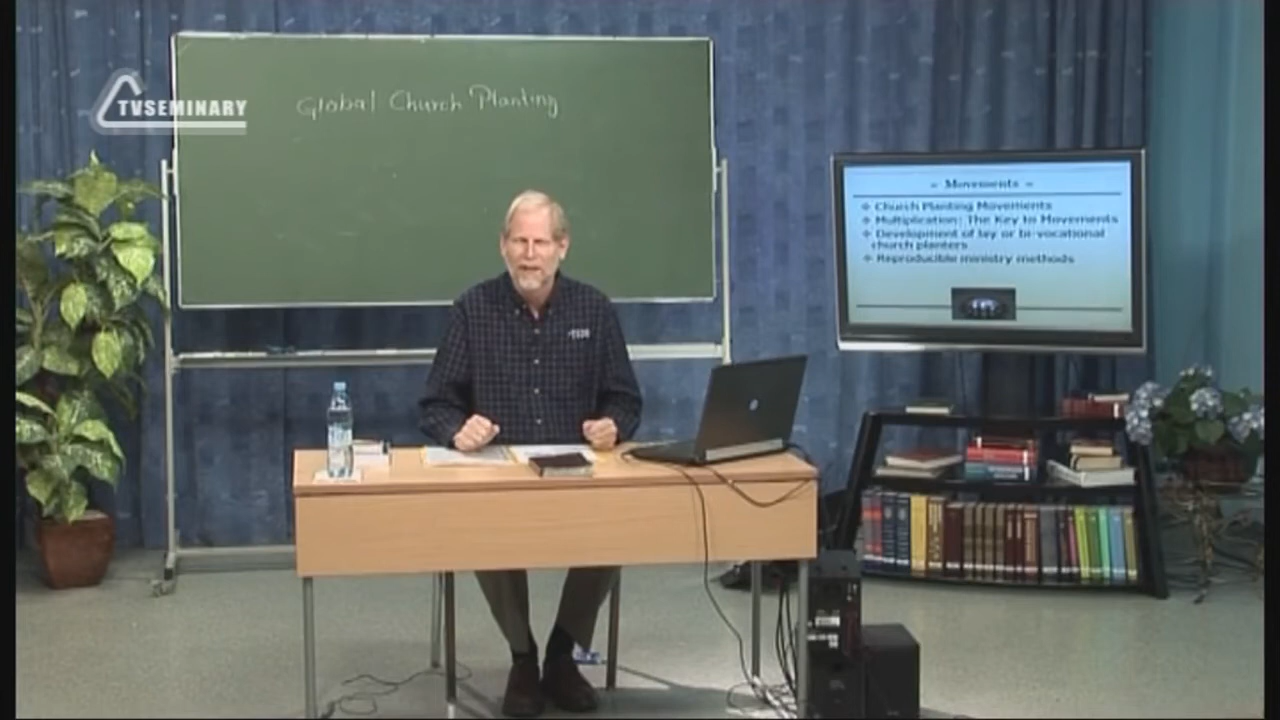 TVSEMINARY
Global Church Planting
Movements
Church Planting Movements
Multiplication: The Key to Movements
Development of lay or bi-vocational
church planters
Reproducible ministry methods